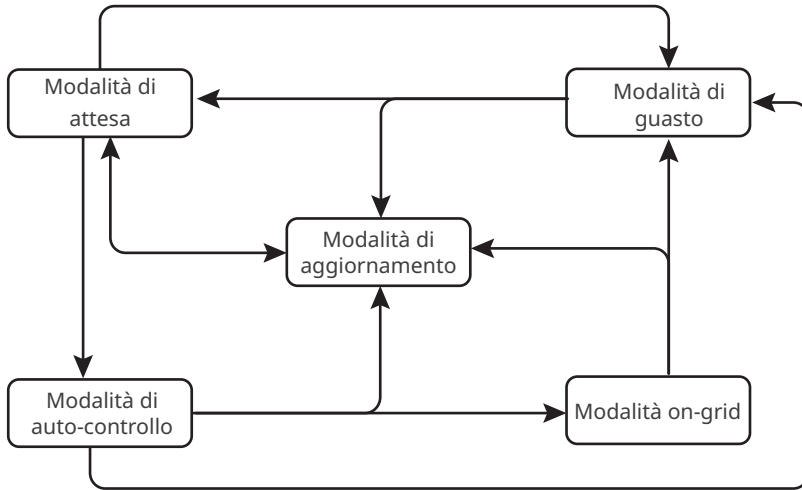 Modalità di
attesa
Modalità di
guasto
Modalità di
aggiornamento
Modalità di
auto-controllo
Modalità on-grid